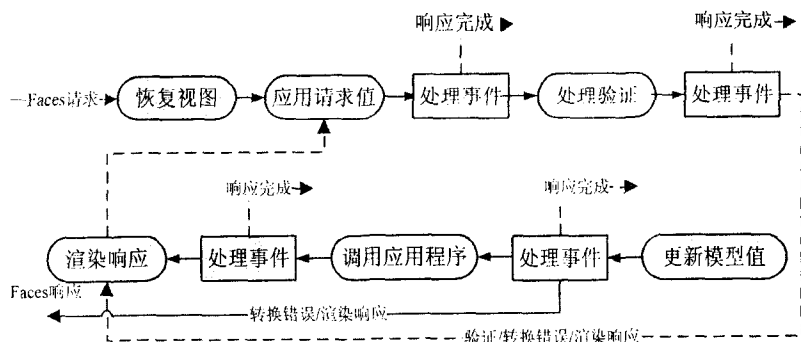 响应完成
响应完成
Faces请求
恢复视图
应用请求值
处理事件
处理验证
处理事件
响应完成
响应完成
渲染响应
处理事件
调用应用程序
处理事件
更新模型值
Faces响应
转换错误/渲染响应
验证/转换错误/渲染响应